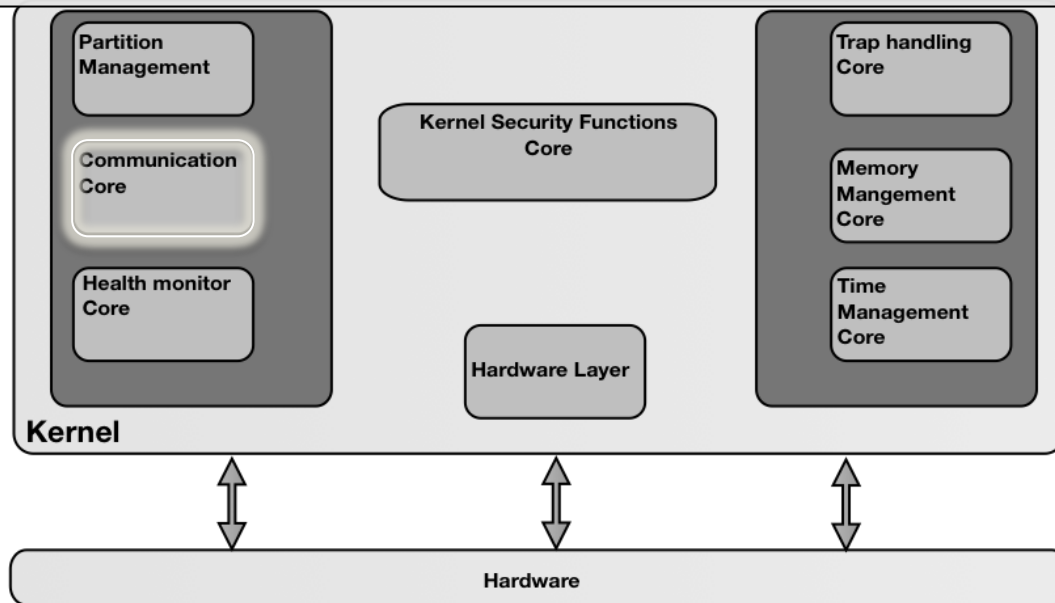 Partition
Management
Communication
Core
Health monitor
Core
Kernel Security Functions
Core
Hardware Layer
Trap handling
Core
Memory
Mangement
Core
Time
Management
Core
Kernel
Hardware